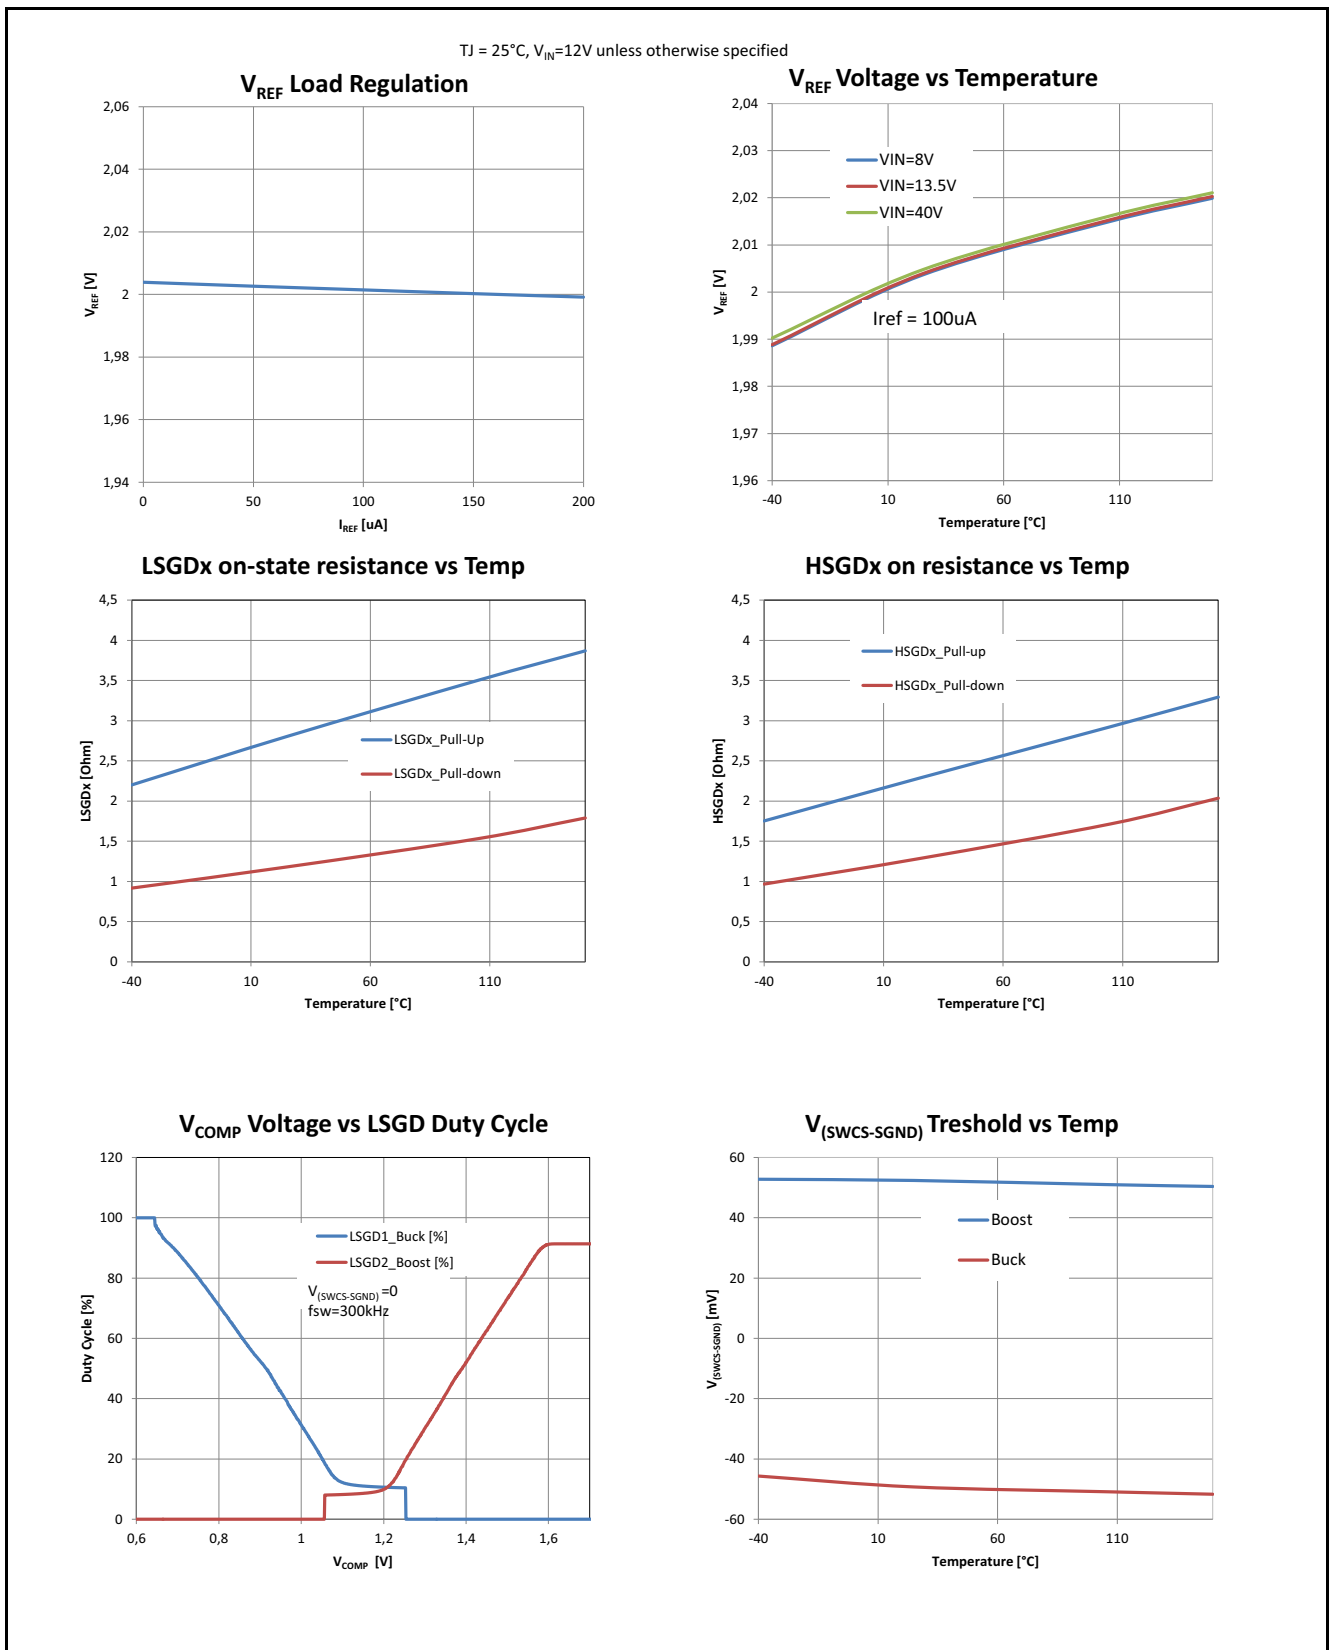 TJ = 25°C, VIN=12V unless otherwise specified
VREF Load Regulation
2,06
2,04
2,02
2
1,98
1,96
1,94
VREF [V]
0 50 100 150 200
IREF [uA]
VREF Voltage vs Temperature
2,04
2,03
2,02
2,01
2
1,99
1,98
1,97
1,96
VREF [V]
VIN=8V
VIN=13.5V
VIN=40V
Iref = 100uA
-40 10 60 110
Temperature [°C]
LSGDx on-state resistance vs Temp
4,5
4
3,5
3
2,5
2
1,5
1
0,5
0
LSGDx [Ohm]
LSGDx_Pull-Up
LSGDx_Pull-down
-40 10 60 110
Temperature [°C]
HSGDx on resistance vs Temp
4,5
4
3,5
3
2,5
2
1,5
1
0,5
0
HSGDx [Ohm]
HSGDx_Pull-up
HSGDx_Pull-down
-40 10 60 110
Temperature [°C]
VCOMP Voltage vs LSGD Duty Cycle
120
100
80
60
40
20
0
Duty Cycle [%]
LSGD1_Buck [%]
LSGD2_Boost [%]
V(SWCS-SGND) =0
fsw=300kHz
0,6 0,8 1 1,2 1,4 1,6
VCOMP [V]
V(SWCS-SGND) Treshold vs Temp
60
40
20
0
-20
-40
-60
V(SWCS-SGND) [mV]
Boost
Buck
-40 10 60 110
Temperature [°C]